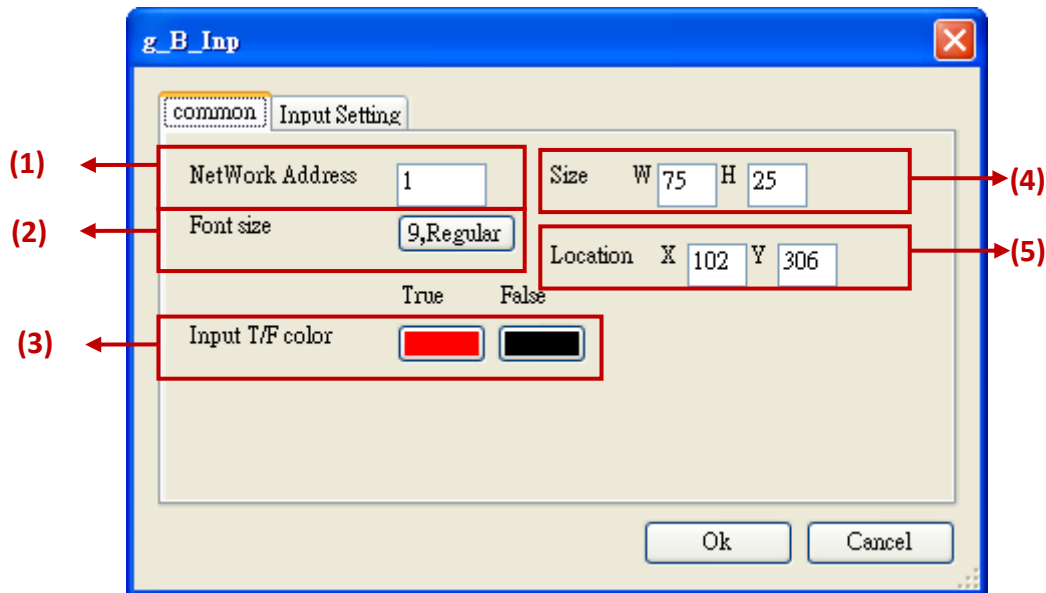 g_B_Inp
common Input Setting
(1) NetWork Address 1 Size W 75 H 25 (4)
(2) Font size 9,Regular Location X 102 Y 306 (5)
True False
(3) Input T/F color
Ok Cancel